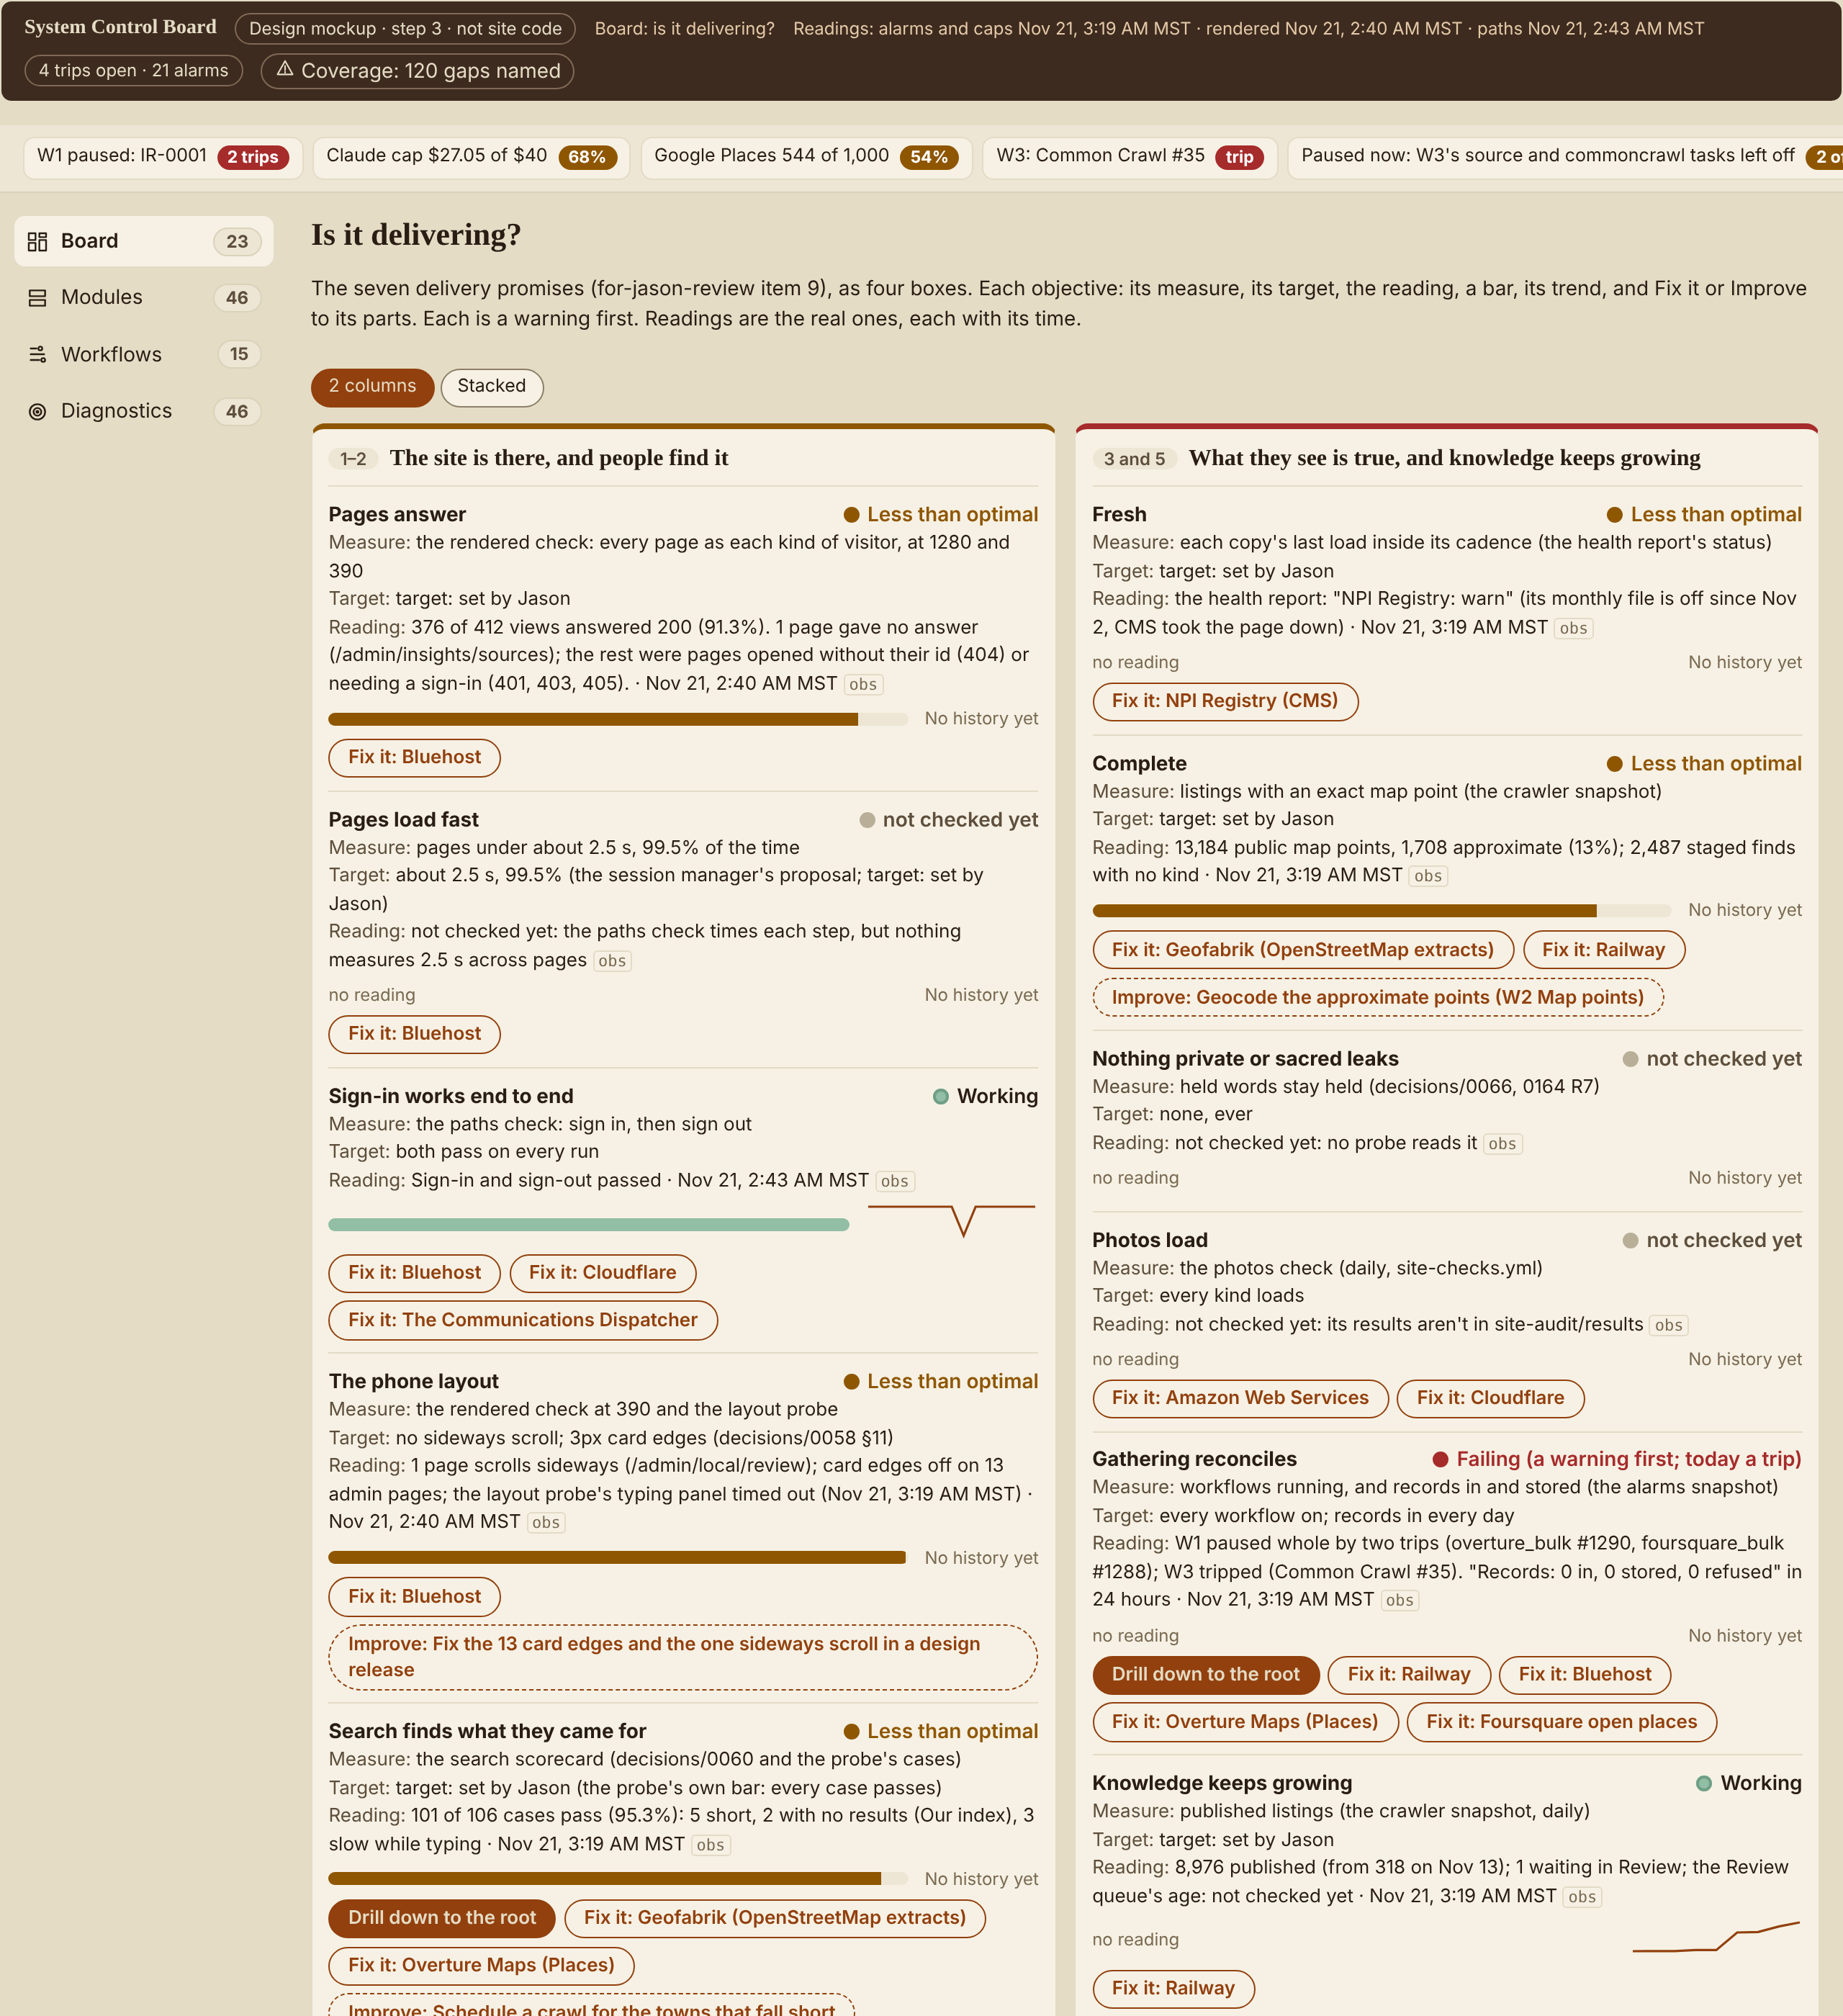 System Control Board
Design mockup · step 3 · not site code
Board: is it delivering?
Readings: alarms and caps Nov 21, 3:19 AM MST · rendered Nov 21, 2:40 AM MST · paths Nov 21, 2:43 AM MST
4 trips open · 21 alarms
Coverage: 120 gaps named
W1 paused: IR-0001 2 trips
Claude cap $27.05 of $40 68%
Google Places 544 of 1,000 54%
W3: Common Crawl #35 trip
Paused now: W3's source and commoncrawl tasks left off 2 o
Board 23
Modules 46
Workflows 15
Diagnostics 46
Is it delivering?
The seven delivery promises (for-jason-review item 9), as four boxes. Each objective: its measure, its target, the reading, a bar, its trend, and Fix it or Improve
to its parts. Each is a warning first. Readings are the real ones, each with its time.
2 columns
Stacked
1–2 The site is there, and people find it
Pages answer
Less than optimal
Measure: the rendered check: every page as each kind of visitor, at 1280 and
390
Target: target: set by Jason
Reading: 376 of 412 views answered 200 (91.3%). 1 page gave no answer
(/admin/insights/sources); the rest were pages opened without their id (404) or
needing a sign-in (401, 403, 405). · Nov 21, 2:40 AM MST obs
No history yet
Fix it: Bluehost
Pages load fast
not checked yet
Measure: pages under about 2.5 s, 99.5% of the time
Target: about 2.5 s, 99.5% (the session manager's proposal; target: set by
Jason)
Reading: not checked yet: the paths check times each step, but nothing
measures 2.5 s across pages obs
no reading
No history yet
Fix it: Bluehost
Sign-in works end to end
Working
Measure: the paths check: sign in, then sign out
Target: both pass on every run
Reading: Sign-in and sign-out passed · Nov 21, 2:43 AM MST obs
Fix it: Bluehost
Fix it: Cloudflare
Fix it: The Communications Dispatcher
The phone layout
Less than optimal
Measure: the rendered check at 390 and the layout probe
Target: no sideways scroll; 3px card edges (decisions/0058 §11)
Reading: 1 page scrolls sideways (/admin/local/review); card edges off on 13
admin pages; the layout probe's typing panel timed out (Nov 21, 3:19 AM MST) ·
Nov 21, 2:40 AM MST obs
No history yet
Fix it: Bluehost
Improve: Fix the 13 card edges and the one sideways scroll in a design
release
Search finds what they came for
Less than optimal
Measure: the search scorecard (decisions/0060 and the probe's cases)
Target: target: set by Jason (the probe's own bar: every case passes)
Reading: 101 of 106 cases pass (95.3%): 5 short, 2 with no results (Our index), 3
slow while typing · Nov 21, 3:19 AM MST obs
No history yet
Drill down to the root
Fix it: Geofabrik (OpenStreetMap extracts)
Fix it: Overture Maps (Places)
Improve: Schedule a crawl for the towns that fall short
3 and 5 What they see is true, and knowledge keeps growing
Fresh
Less than optimal
Measure: each copy's last load inside its cadence (the health report's status)
Target: target: set by Jason
Reading: the health report: "NPI Registry: warn" (its monthly file is off since Nov
2, CMS took the page down) · Nov 21, 3:19 AM MST obs
no reading
No history yet
Fix it: NPI Registry (CMS)
Complete
Less than optimal
Measure: listings with an exact map point (the crawler snapshot)
Target: target: set by Jason
Reading: 13,184 public map points, 1,708 approximate (13%); 2,487 staged finds
with no kind · Nov 21, 3:19 AM MST obs
No history yet
Fix it: Geofabrik (OpenStreetMap extracts)
Fix it: Railway
Improve: Geocode the approximate points (W2 Map points)
Nothing private or sacred leaks
not checked yet
Measure: held words stay held (decisions/0066, 0164 R7)
Target: none, ever
Reading: not checked yet: no probe reads it obs
no reading
No history yet
Photos load
not checked yet
Measure: the photos check (daily, site-checks.yml)
Target: every kind loads
Reading: not checked yet: its results aren't in site-audit/results obs
no reading
No history yet
Fix it: Amazon Web Services
Fix it: Cloudflare
Gathering reconciles
Failing (a warning first; today a trip)
Measure: workflows running, and records in and stored (the alarms snapshot)
Target: every workflow on; records in every day
Reading: W1 paused whole by two trips (overture_bulk #1290, foursquare_bulk
#1288); W3 tripped (Common Crawl #35). "Records: 0 in, 0 stored, 0 refused" in
24 hours · Nov 21, 3:19 AM MST obs
no reading
No history yet
Drill down to the root
Fix it: Railway
Fix it: Bluehost
Fix it: Overture Maps (Places)
Fix it: Foursquare open places
Knowledge keeps growing
Working
Measure: published listings (the crawler snapshot, daily)
Target: target: set by Jason
Reading: 8,976 published (from 318 on Nov 13); 1 waiting in Review; the Review
queue's age: not checked yet · Nov 21, 3:19 AM MST obs
no reading
Fix it: Railway